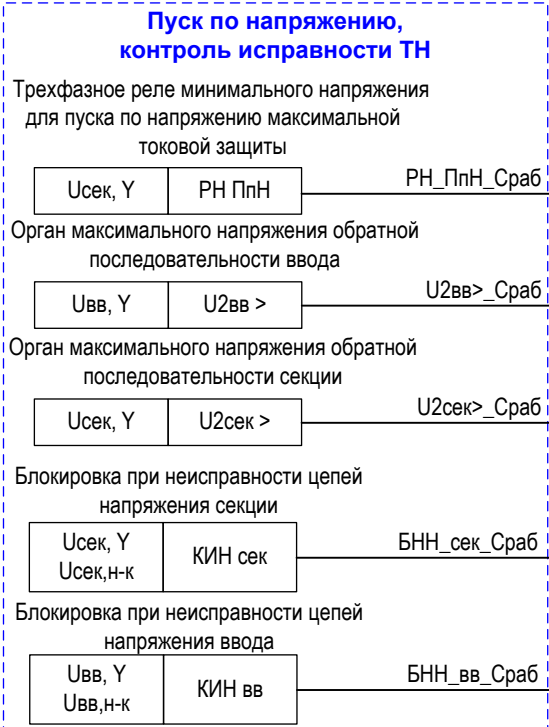 Пуск по напряжению,
контроль исправности ТН
Трехфазное реле минимального напряжения
для пуска по напряжению максимальной
токовой защиты
Uсек, Y РН ПпН РН_ПпН_Сраб
Орган максимального напряжения обратной
последовательности ввода
Uвв, Y U2вв > U2вв>_Сраб
Орган максимального напряжения обратной
последовательности секции
Uсек, Y U2сек > U2сек>_Сраб
Блокировка при неисправности цепей
напряжения секции
Uсек, Y
Uсек,н-к
КИН сек
БНН_сек_Сраб
Блокировка при неисправности цепей
напряжения ввода
Uвв, Y
Uвв,н-к
КИН вв
БНН_вв_Сраб